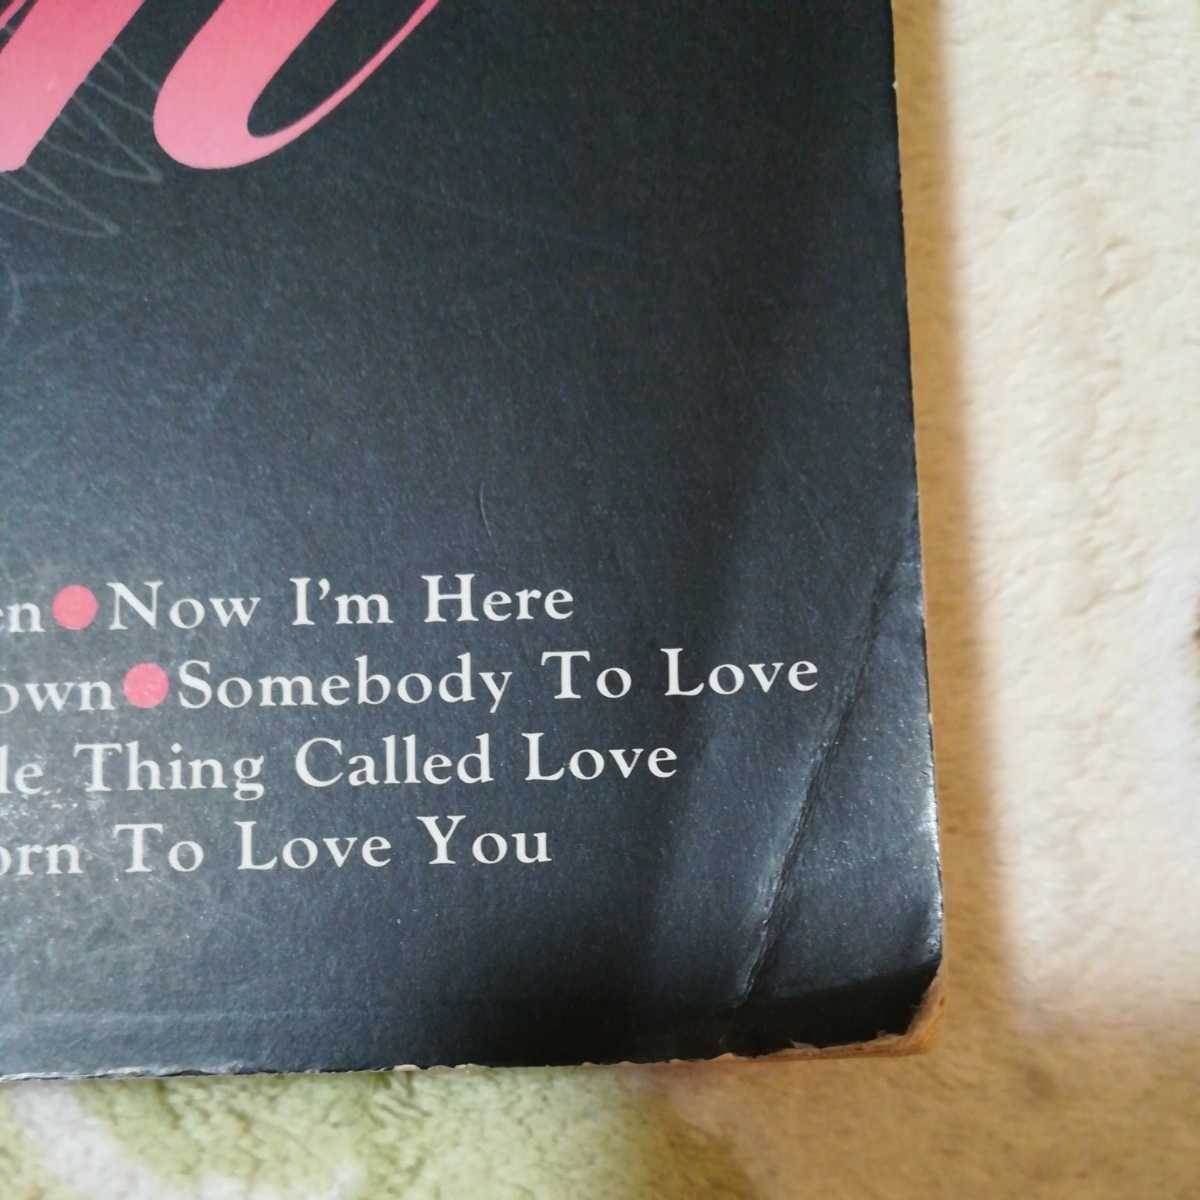 n
en●Now I'm Here
own●Somebody To Love
le Thing Called Love
orn To Love You